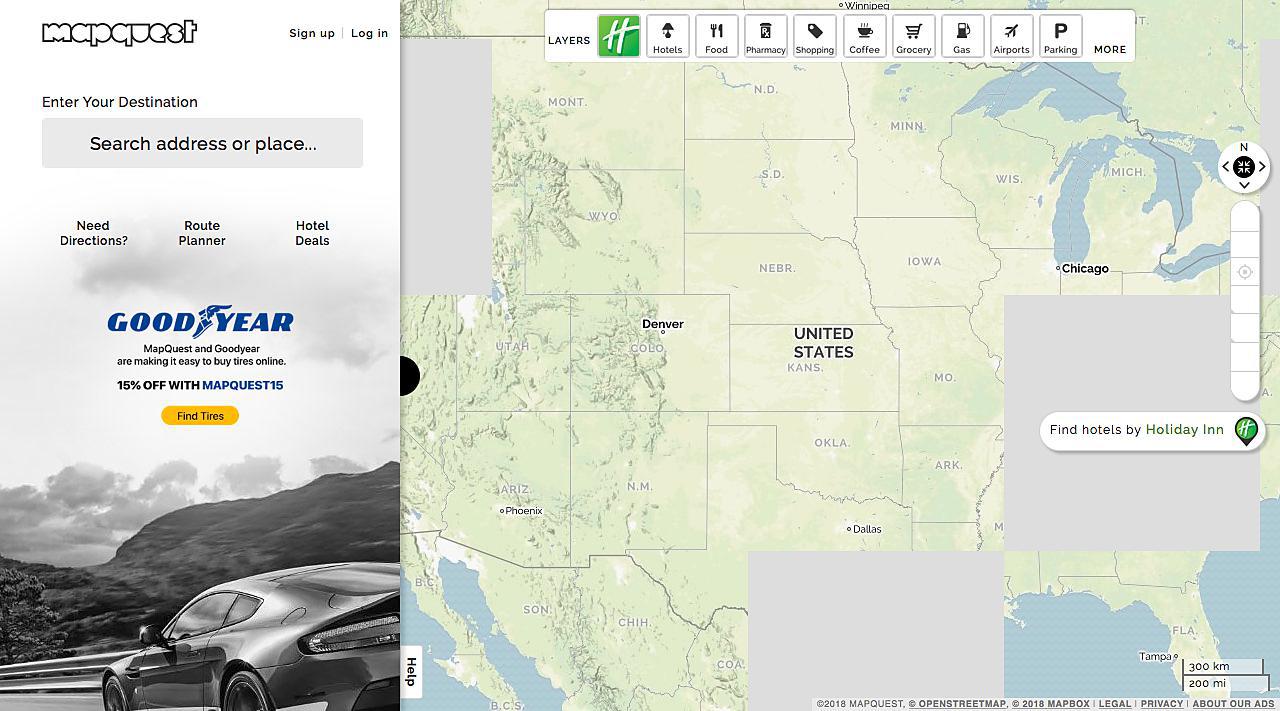 mapquest
Sign up
Log in
Enter Your Destination
Search address or place...
Need
Directions?
Route
Planner
Hotel
Deals
GOODYEAR
MapQuest and Goodyear
are making it easy to buy tires online.
15% OFF WITH MAPQUEST15
Find Tires
LAYERS
Hotels
Food
Pharmacy
Shopping
Coffee
Grocery
Gas
Airports
Parking
MORE
Winnipeg
MONT.
N.D.
MINN.
S.D.
WIS.
MICH.
N
WYO.
NEBR.
IOWA
Chicago
Denver
UTAH
COLO.
UNITED
STATES
KANS.
MO.
Find hotels by Holiday Inn
OKLA.
ARK.
ARIZ.
N.M.
Phoenix
Dallas
B.C.
SON.
CHIH.
COA.
FLA.
Tampa
Help
300 km
200 mi
B.C.S.
©2018 MAPQUEST, © OPENSTREETMAP, © 2018 MAPBOX | LEGAL | PRIVACY | ABOUT OUR ADS